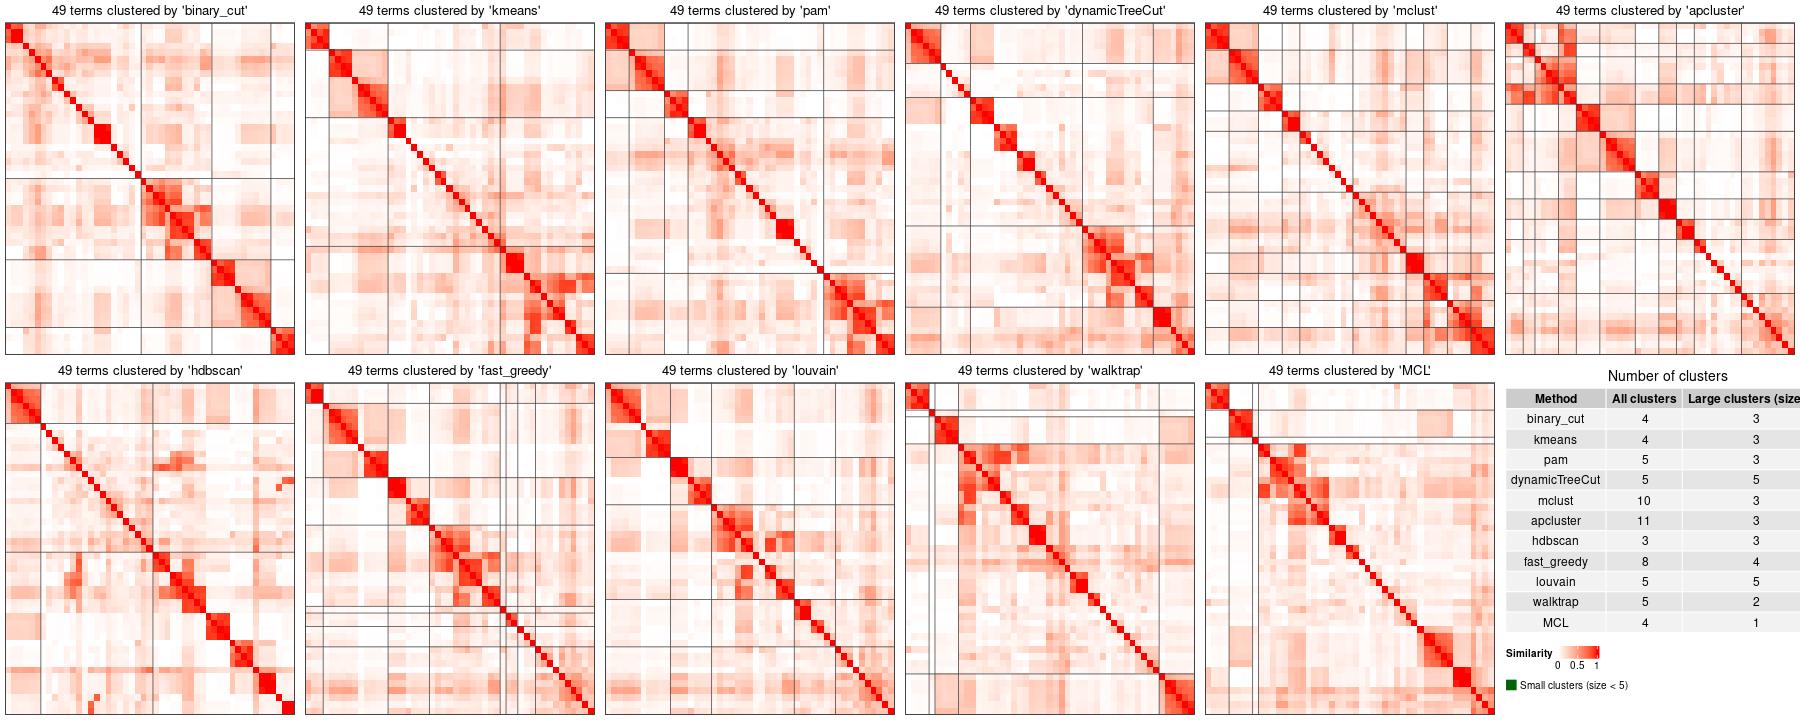 49 terms clustered by 'binary_cut'
49 terms clustered by 'kmeans'
49 terms clustered by 'pam'
49 terms clustered by 'dynamicTreeCut'
49 terms clustered by 'mclust'
49 terms clustered by 'apcluster'
49 terms clustered by 'hdbscan'
49 terms clustered by 'fast_greedy'
49 terms clustered by 'louvain'
49 terms clustered by 'walktrap'
49 terms clustered by 'MCL'
Number of clusters
Method All clusters Large clusters (size
binary_cut 4 3
kmeans 4 3
pam 5 3
dynamicTreeCut 5 5
mclust 10 3
apcluster 11 3
hdbscan 3 3
fast_greedy 8 4
louvain 5 5
walktrap 5 2
MCL 4 1
Similarity
0 0.5 1
Small clusters (size < 5)